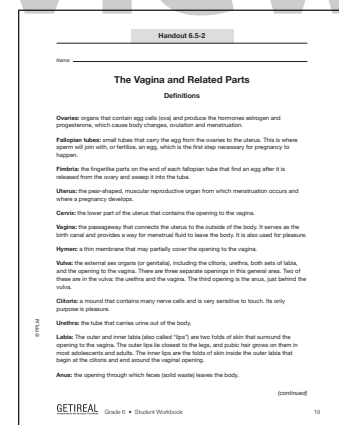 Handout 6.5-2
Name
The Vagina and Related Parts
Definitions
Ovaries: organs that contain egg cells (ova) and produce the hormones estrogen and
progesterone, which cause body changes, ovulation and menstruation.
Fallopian tubes: small tubes that carry the egg from the ovaries to the uterus. This is where
sperm will join with, or fertilize, an egg, which is the first step necessary for pregnancy to
happen.
Fimbria: the fingerlike parts on the end of each fallopian tube that find an egg after it is
released from the ovary and sweep it into the tube.
Uterus: the pear-shaped, muscular reproductive organ from which menstruation occurs and
where a pregnancy develops.
Cervix: the lower part of the uterus that contains the opening to the vagina.
Vagina: the passageway that connects the uterus to the outside of the body. It serves as the
birth canal and provides a way for menstrual fluid to leave the body. It is also used for pleasure.
Hymen: a thin membrane that may partially cover the opening to the vagina.
Vulva: the external sex organs (or genitalia), including the clitoris, urethra, both sets of labia,
and the opening to the vagina. There are three separate openings in this general area. Two of
these are in the vulva: the urethra and the vagina. The third opening is the anus, just behind the
vulva.
Clitoris: a mound that contains many nerve cells and is very sensitive to touch. Its only
purpose is pleasure.
Urethra: the tube that carries urine out of the body.
Labia: The outer and inner labia (also called "lips") are two folds of skin that surround the
opening to the vagina. The outer lips lie closest to the legs, and pubic hair grows on them in
most adolescents and adults. The inner lips are the folds of skin inside the outer labia that
begin at the clitoris and end around the vaginal opening.
Anus: the opening through which feces (solid waste) leaves the body.
(continued)
© PPLM
GETIREAL Grade 6 • Student Workbook 19